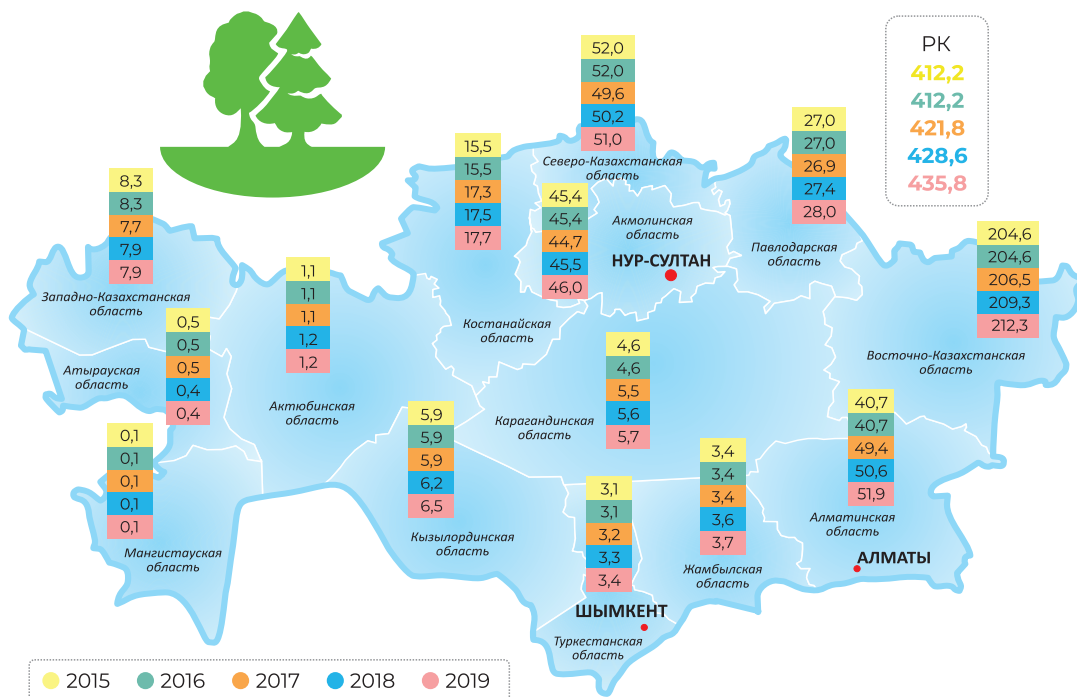 РК
412,2
412,2
421,8
428,6
435,8
52,0
52,0
49,6
50,2
51,0
Северо-Казахстанская
область
15,5
15,5
17,3
17,5
17,7
Костанайская
область
27,0
27,0
26,9
27,4
28,0
Павлодарская
область
8,3
8,3
7,7
7,9
7,9
Западно-Казахстанская
область
45,4
45,4
44,7
45,5
46,0
Акмолинская
область
НУР-СУЛТАН
204,6
204,6
206,5
209,3
212,3
Восточно-Казахстанская
область
1,1
1,1
1,1
1,2
1,2
Актюбинская
область
0,5
0,5
0,5
0,4
0,4
Атырауская
область
4,6
4,6
5,5
5,6
5,7
Карагандинская
область
40,7
40,7
49,4
50,6
51,9
Алматинская
область
АЛМАТЫ
5,9
5,9
5,9
6,2
6,5
Кызылординская
область
0,1
0,1
0,1
0,1
0,1
Мангистауская
область
3,4
3,4
3,4
3,6
3,7
Жамбылская
область
3,1
3,1
3,2
3,3
3,4
ШЫМКЕНТ
Туркестанская
область
2015 2016 2017 2018 2019